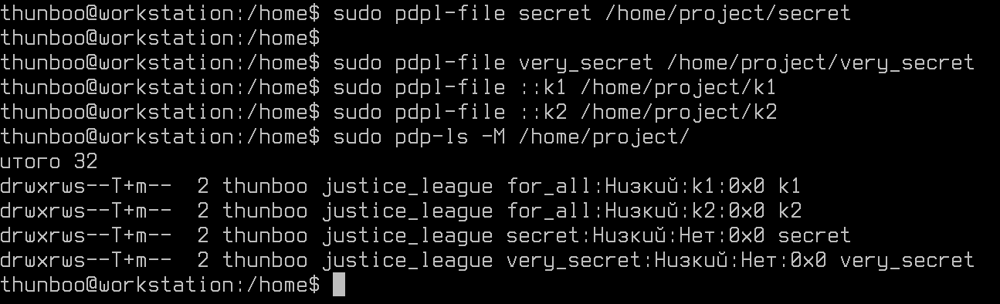 thunboo@workstation:/home$ sudo pdpl-file secret /home/project/secret
thunboo@workstation:/home$
thunboo@workstation:/home$ sudo pdpl-file very_secret /home/project/very_secret
thunboo@workstation:/home$ sudo pdpl-file ::k1 /home/project/k1
thunboo@workstation:/home$ sudo pdpl-file ::k2 /home/project/k2
thunboo@workstation:/home$ sudo pdp-ls -M /home/project/
итого 32
drwxrws--T+m--  2 thunboo justice_league for_all:Низкий:k1:0x0 k1
drwxrws--T+m--  2 thunboo justice_league for_all:Низкий:k2:0x0 k2
drwxrws--T+m--  2 thunboo justice_league secret:Низкий:Нет:0x0 secret
drwxrws--T+m--  2 thunboo justice_league very_secret:Низкий:Нет:0x0 very_secret
thunboo@workstation:/home$